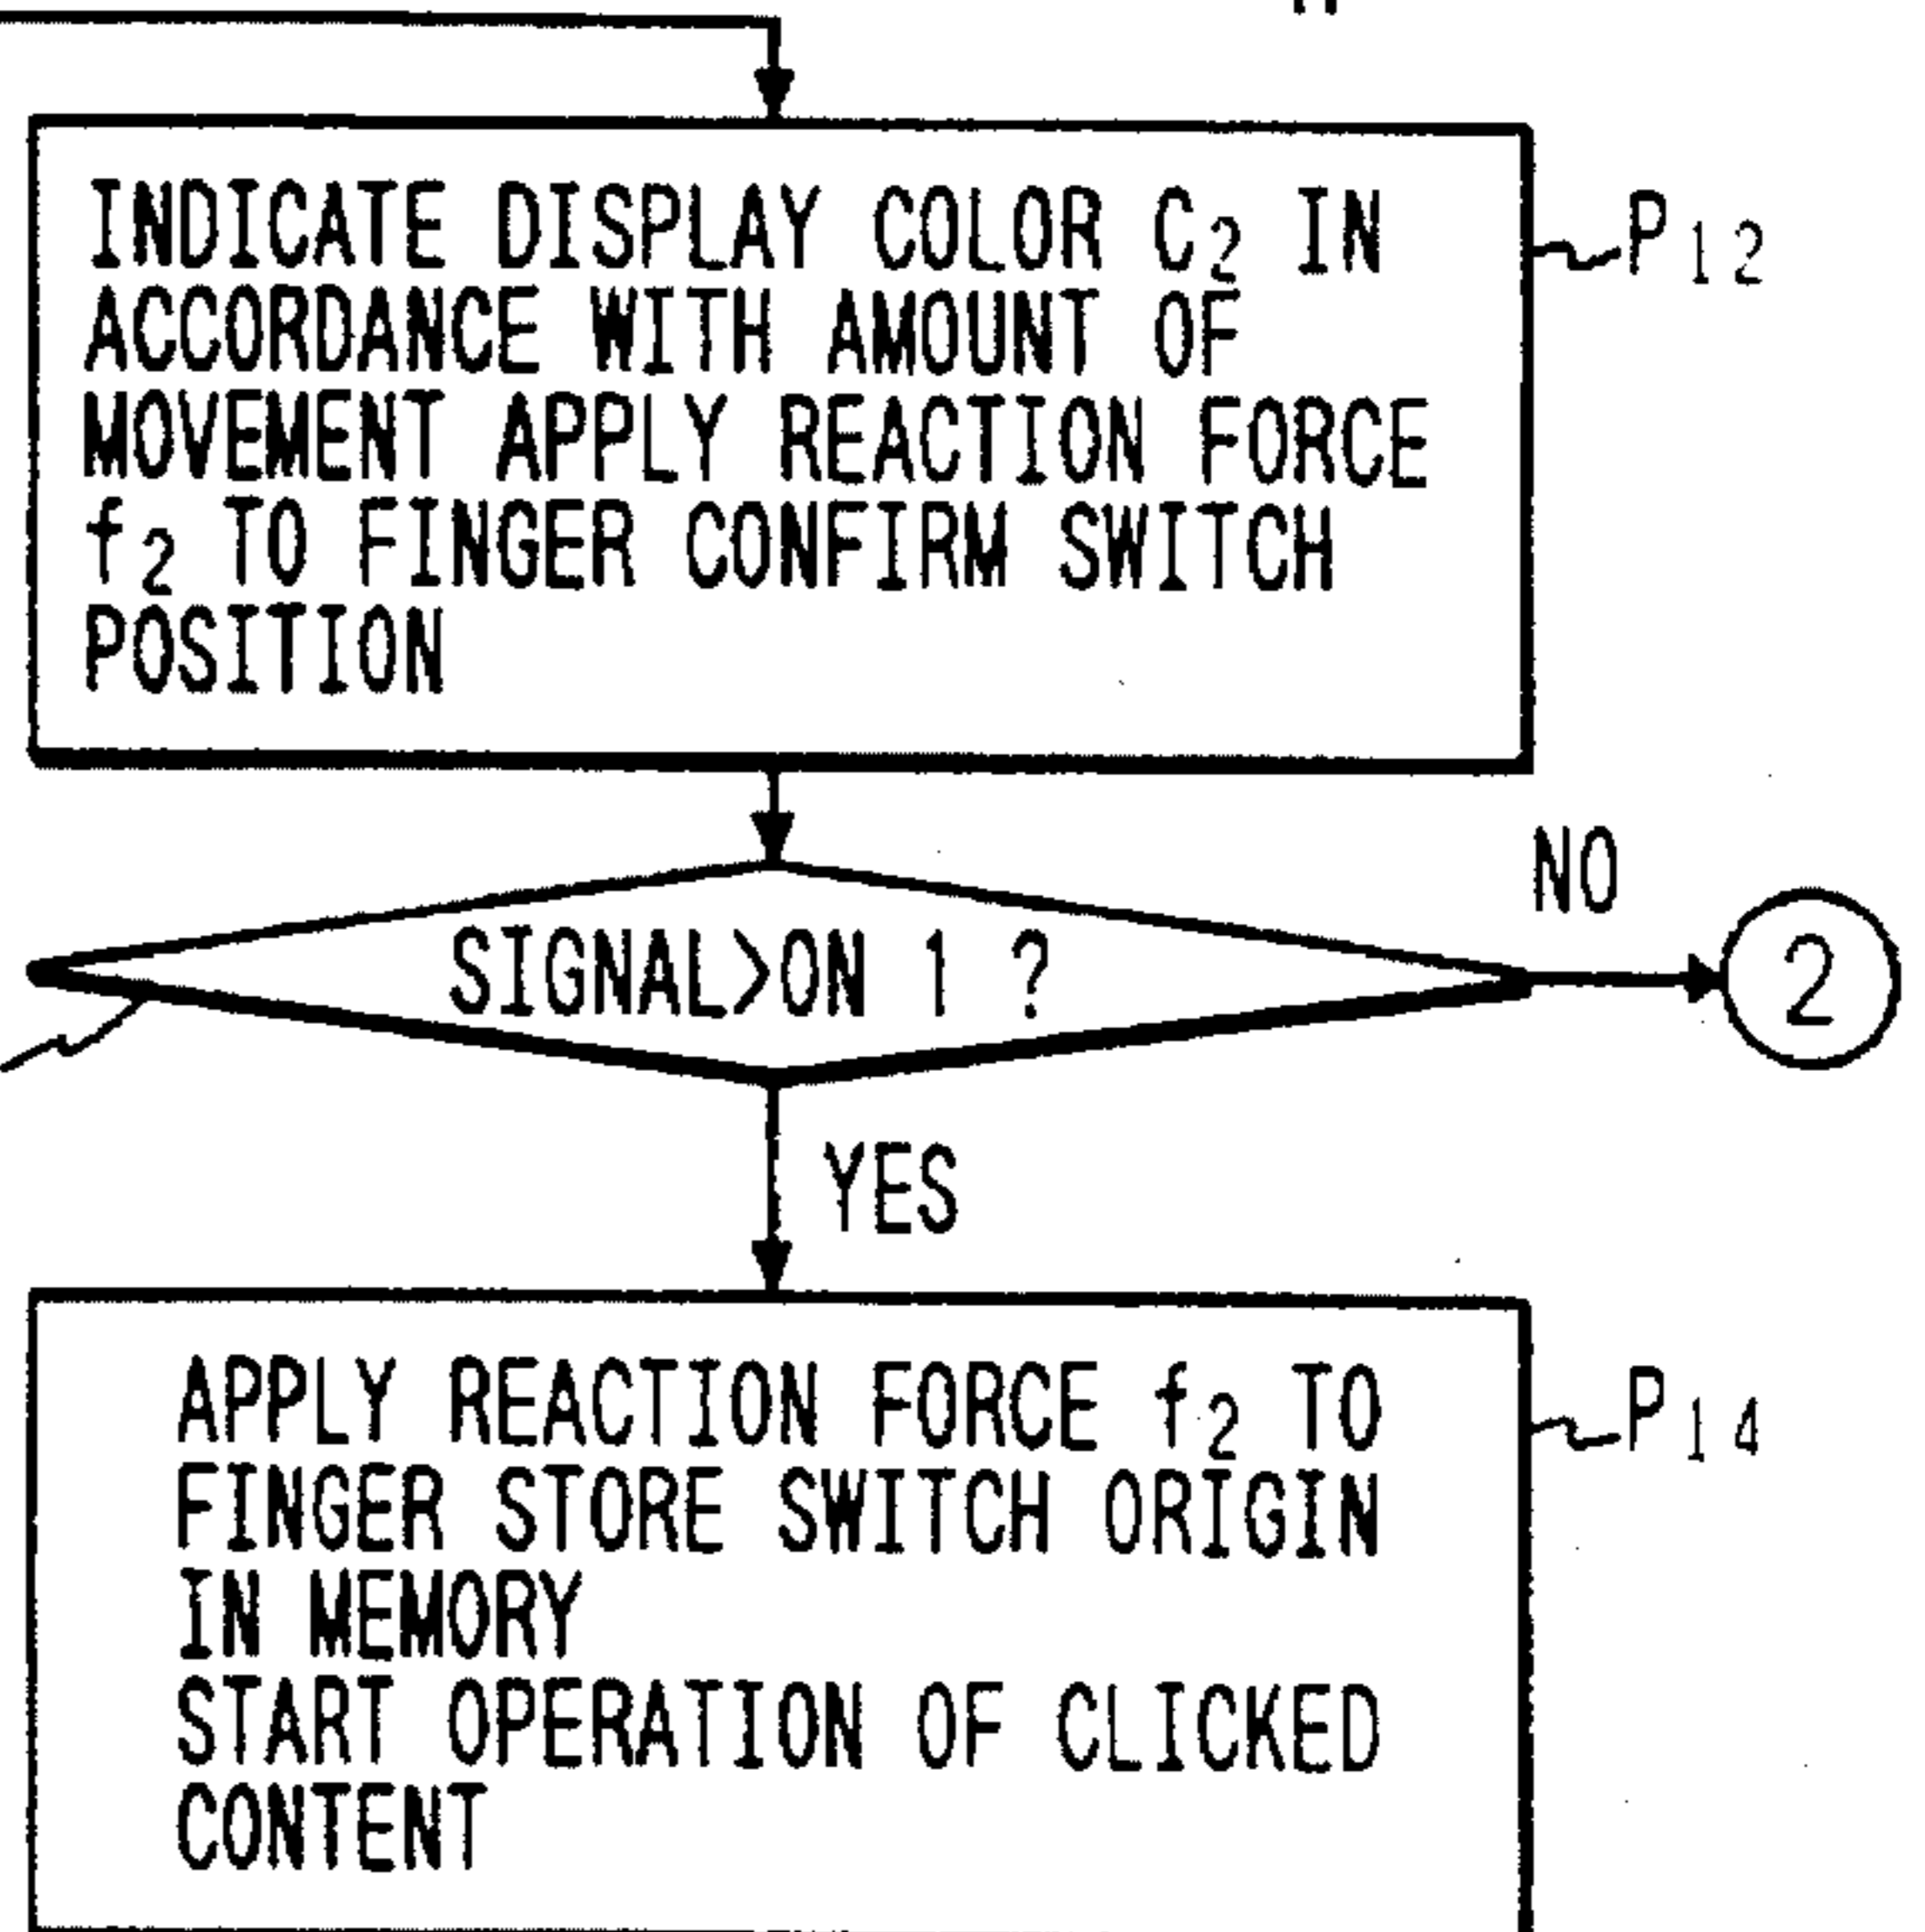 INDICATE DISPLAY COLOR C₂ IN
ACCORDANCE WITH AMOUNT OF
MOVEMENT APPLY REACTION FORCE
f₂ TO FINGER CONFIRM SWITCH
POSITION
P₁₂
SIGNAL>ON 1 ?
NO
2
YES
APPLY REACTION FORCE f₂ TO
FINGER STORE SWITCH ORIGIN
IN MEMORY
START OPERATION OF CLICKED
CONTENT
P₁₄